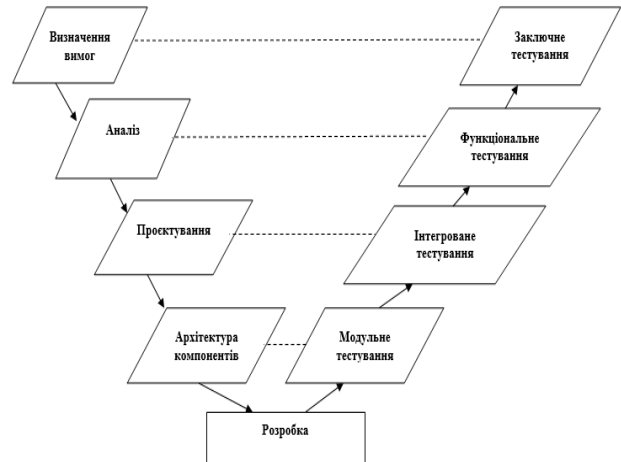 Визначення
вимог
Заключне
тестування
Аналіз
Функціональне
тестування
Проєктування
Інтегроване
тестування
Архітектура
компонентів
Модульне
тестування
Розробка